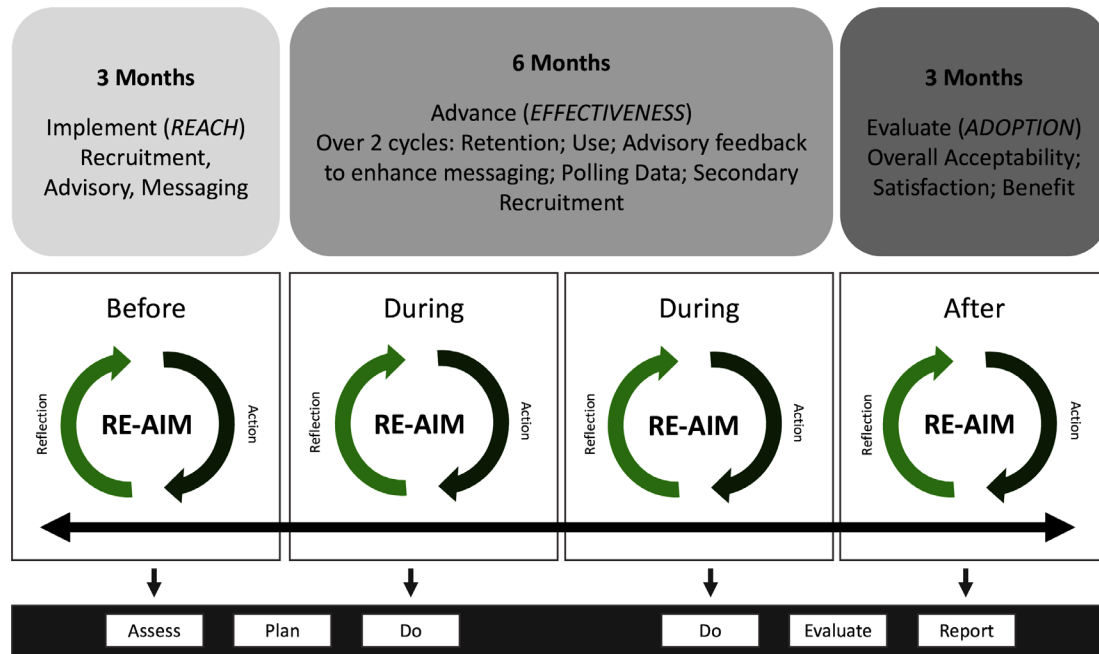 3 Months
Implement (REACH)
Recruitment,
Advisory, Messaging
6 Months
Advance (EFFECTIVENESS)
Over 2 cycles: Retention; Use; Advisory feedback
to enhance messaging; Polling Data; Secondary
Recruitment
3 Months
Evaluate (ADOPTION)
Overall Acceptability;
Satisfaction; Benefit
Before
Reflection
RE-AIM
Action
During
Reflection
RE-AIM
Action
During
Reflection
RE-AIM
Action
After
Reflection
RE-AIM
Action
Assess
Plan
Do
Do
Evaluate
Report